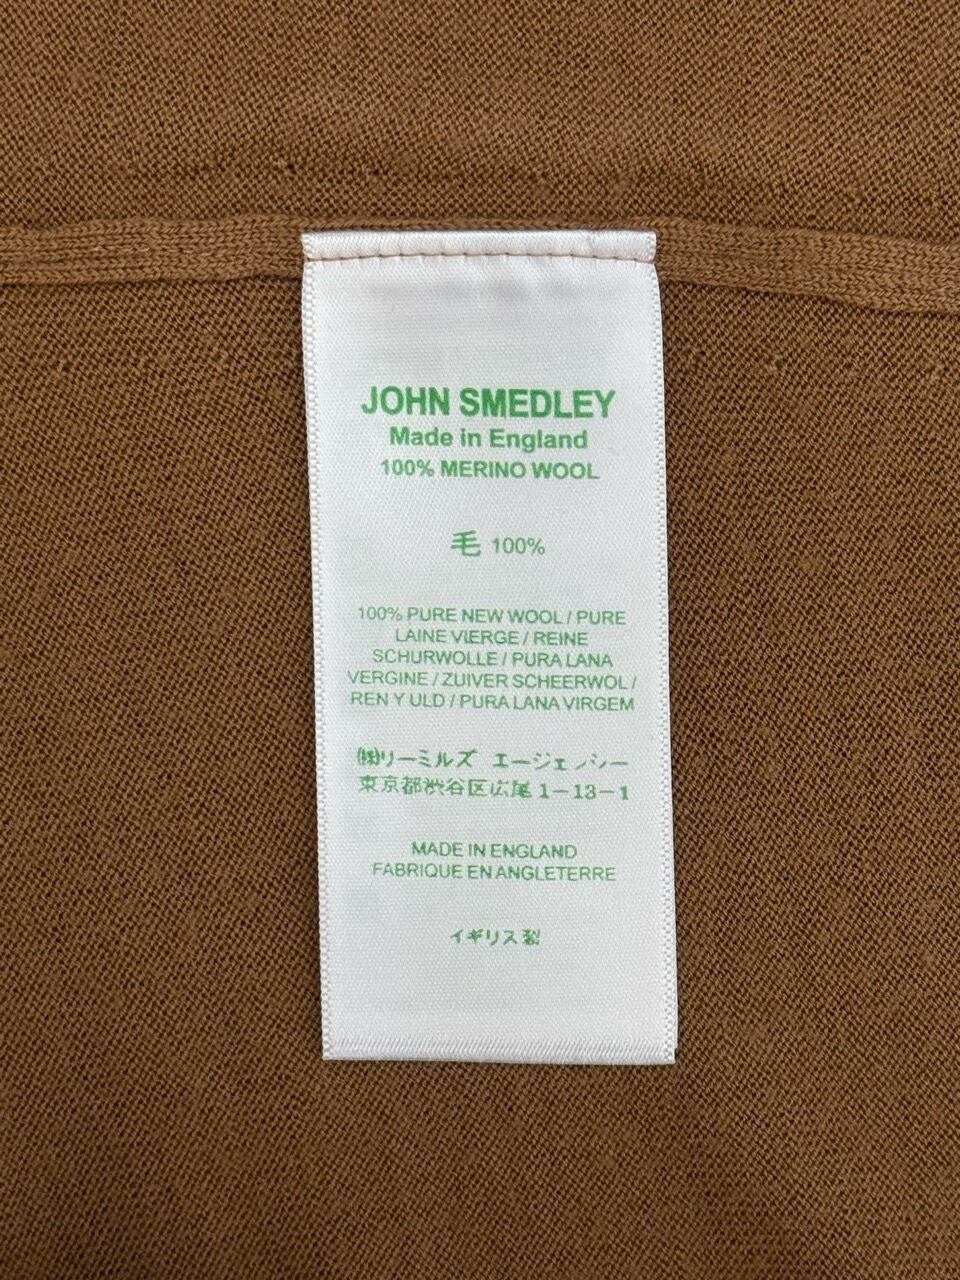 JOHN SMEDLEY
Made in England
100% MERINO WOOL
毛 100%
100% PURE NEW WOOL / PURE
LAINE VIERGE / REINE
SCHURWOLLE / PURA LANA
VERGINE / ZUIVER SCHEERWOL /
REN Y ULD / PURA LANA VIRGEM
㈱リーミルズ エージェンシー
東京都渋谷区広尾1-13-1
MADE IN ENGLAND
FABRIQUE EN ANGLETERRE
イギリス製